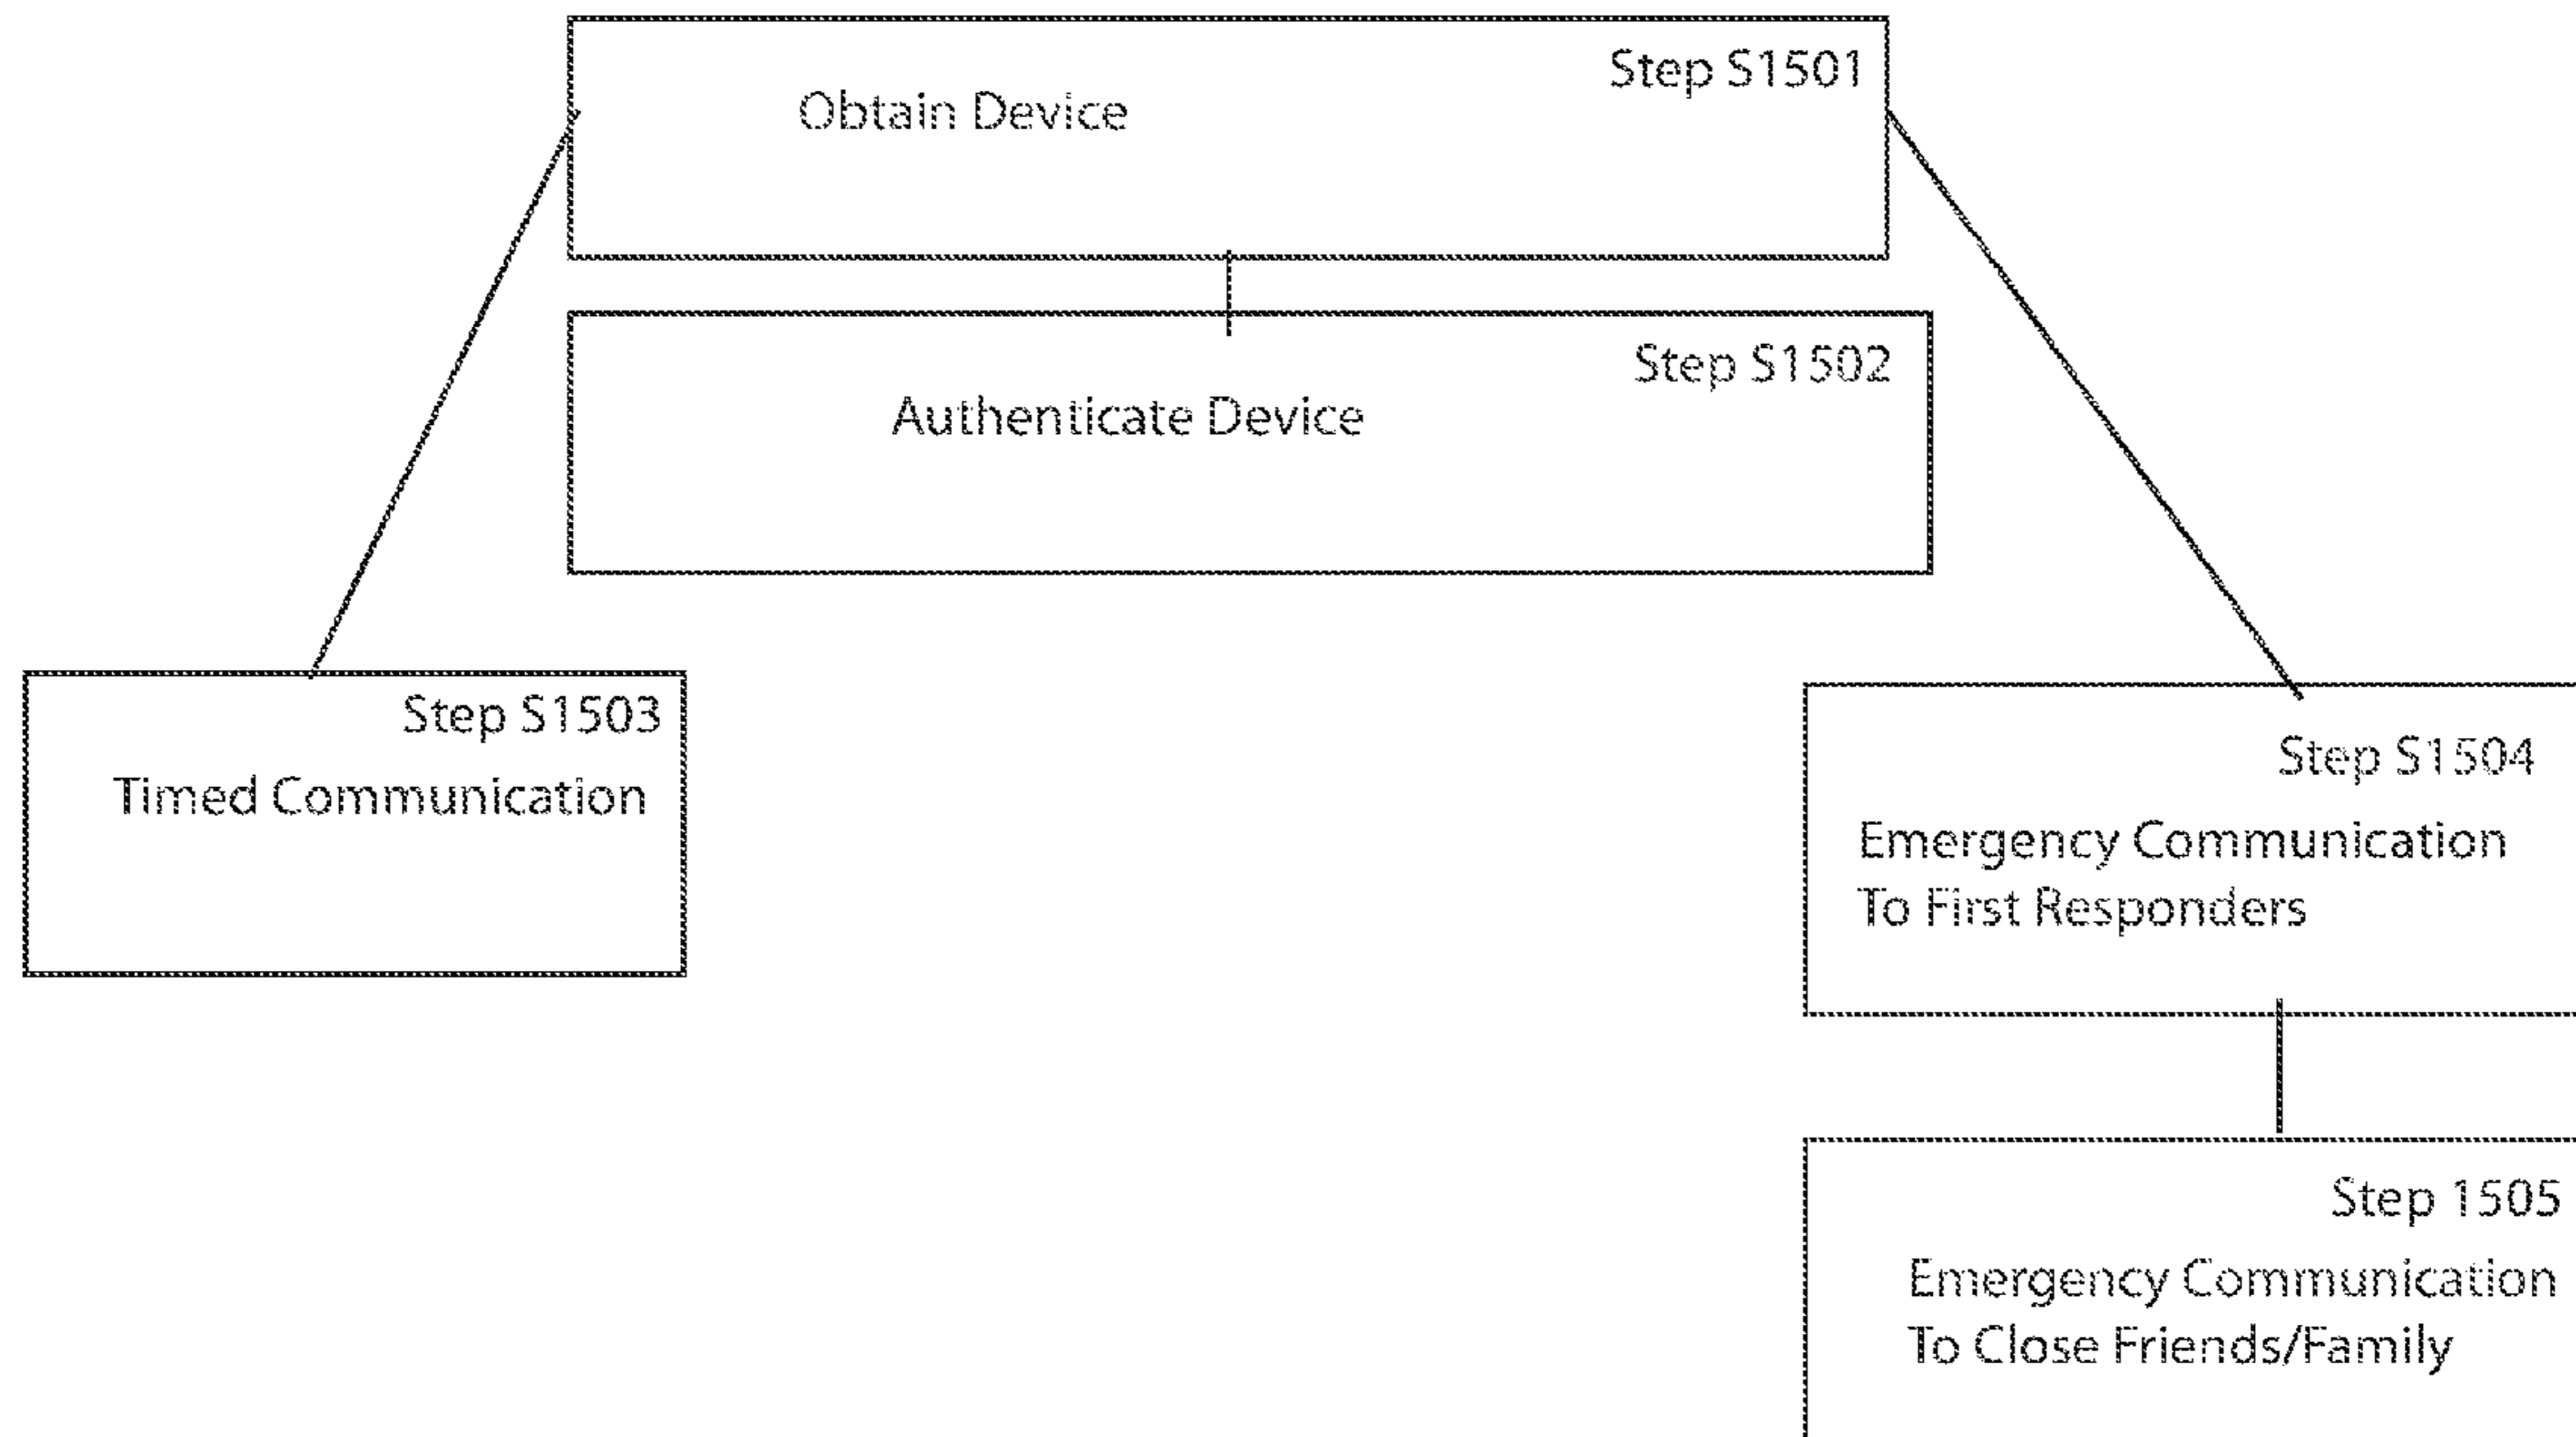 Step S1501
Obtain Device
Step S1502
Authenticate Device
Step S1503
Timed Communication
Step S1504
Emergency Communication
To First Responders
Step 1505
Emergency Communication
To Close Friends/Family